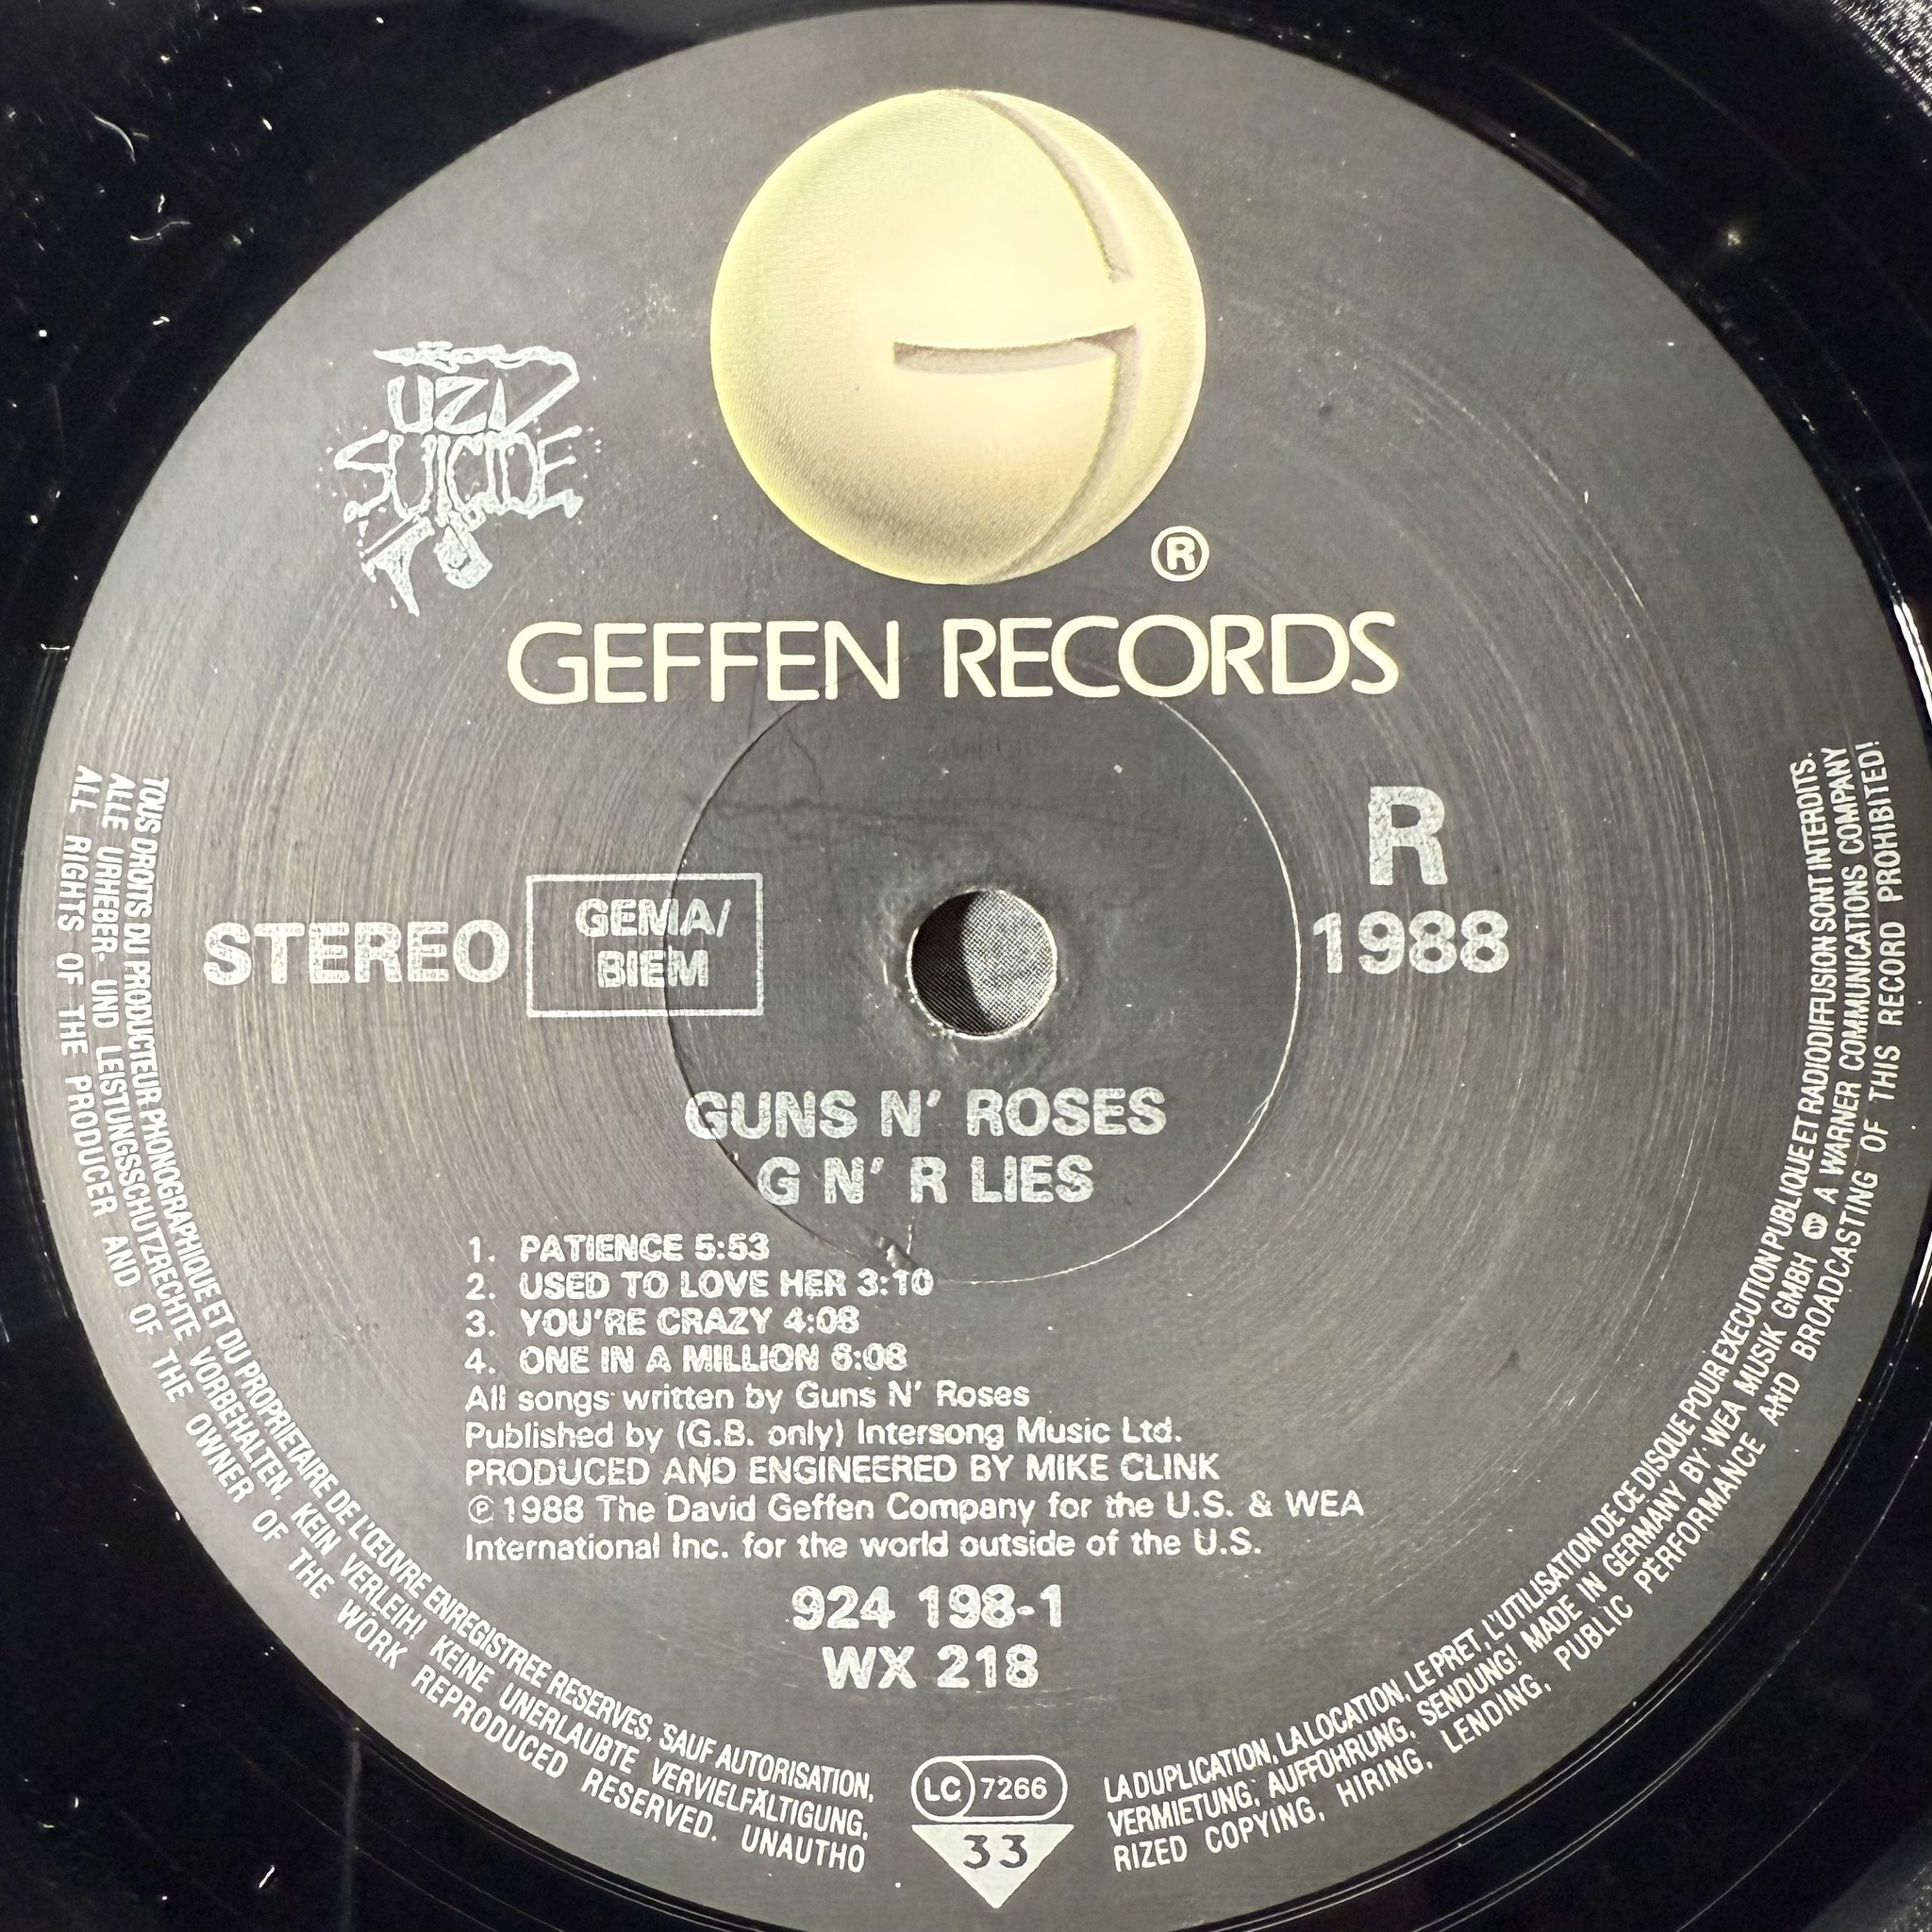 UZI
SUICIDE
®
GEFFEN RECORDS
R
1988
STEREO
GEMA/
BIEM
GUNS N' ROSES
G N' R LIES
1. PATIENCE 5:53
2. USED TO LOVE HER 3:10
3. YOU'RE CRAZY 4:08
4. ONE IN A MILLION 6:08
All songs written by Guns N' Roses
Published by (G.B. only) Intersong Music Ltd.
PRODUCED AND ENGINEERED BY MIKE CLINK
℗ 1988 The David Geffen Company for the U.S. & WEA
International Inc. for the world outside of the U.S.
924 198-1
WX 218
LC 7266
33
TOUS DROITS DU PRODUCTEUR PHONOGRAPHIQUE ET DU PROPRIETAIRE DE L'ŒUVRE ENREGISTREE RESERVES. SAUF AUTORISATION, LA DUPLICATION, LA LOCATION, LE PRET, L'UTILISATION DE CE DISQUE POUR EXECUTION PUBLIQUE ET RADIODIFFUSION SONT INTERDITS.
ALLE URHEBER- UND LEISTUNGSSCHUTZRECHTE VORBEHALTEN. KEIN VERLEIH! KEINE UNERLAUBTE VERVIELFÄLTIGUNG, VERMIETUNG, AUFFÜHRUNG, SENDUNG! MADE IN GERMANY BY WEA MUSIK GMBH A WARNER COMMUNICATIONS COMPANY
ALL RIGHTS OF THE PRODUCER AND OF THE OWNER OF THE WORK REPRODUCED RESERVED. UNAUTHORIZED COPYING, HIRING, LENDING, PUBLIC PERFORMANCE AND BROADCASTING OF THIS RECORD PROHIBITED!